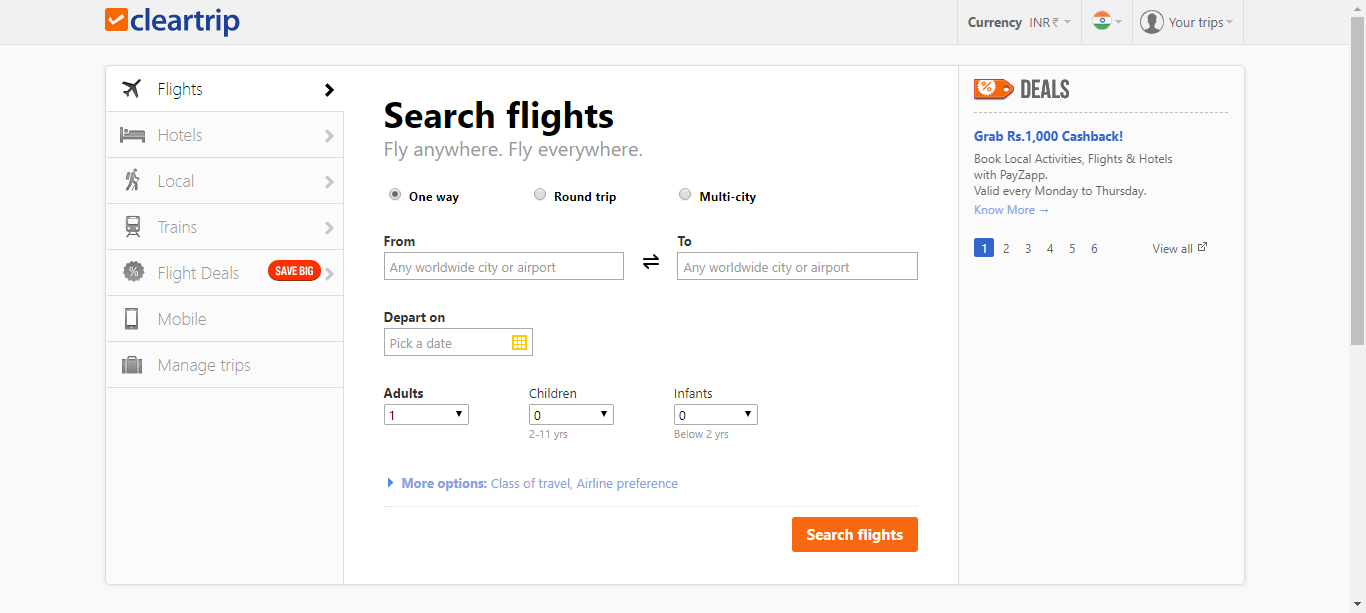 cleartrip
Currency INR ₹
Your trips
Flights
Hotels
Local
Trains
Flight Deals SAVE BIG
Mobile
Manage trips
Search flights
Fly anywhere. Fly everywhere.
One way Round trip Multi-city
From To
Any worldwide city or airport Any worldwide city or airport
Depart on
Pick a date
Adults Children Infants
1 0 0
2-11 yrs Below 2 yrs
More options: Class of travel, Airline preference
Search flights
% DEALS
Grab Rs.1,000 Cashback!
Book Local Activities, Flights & Hotels
with PayZapp.
Valid every Monday to Thursday.
Know More →
1 2 3 4 5 6 View all